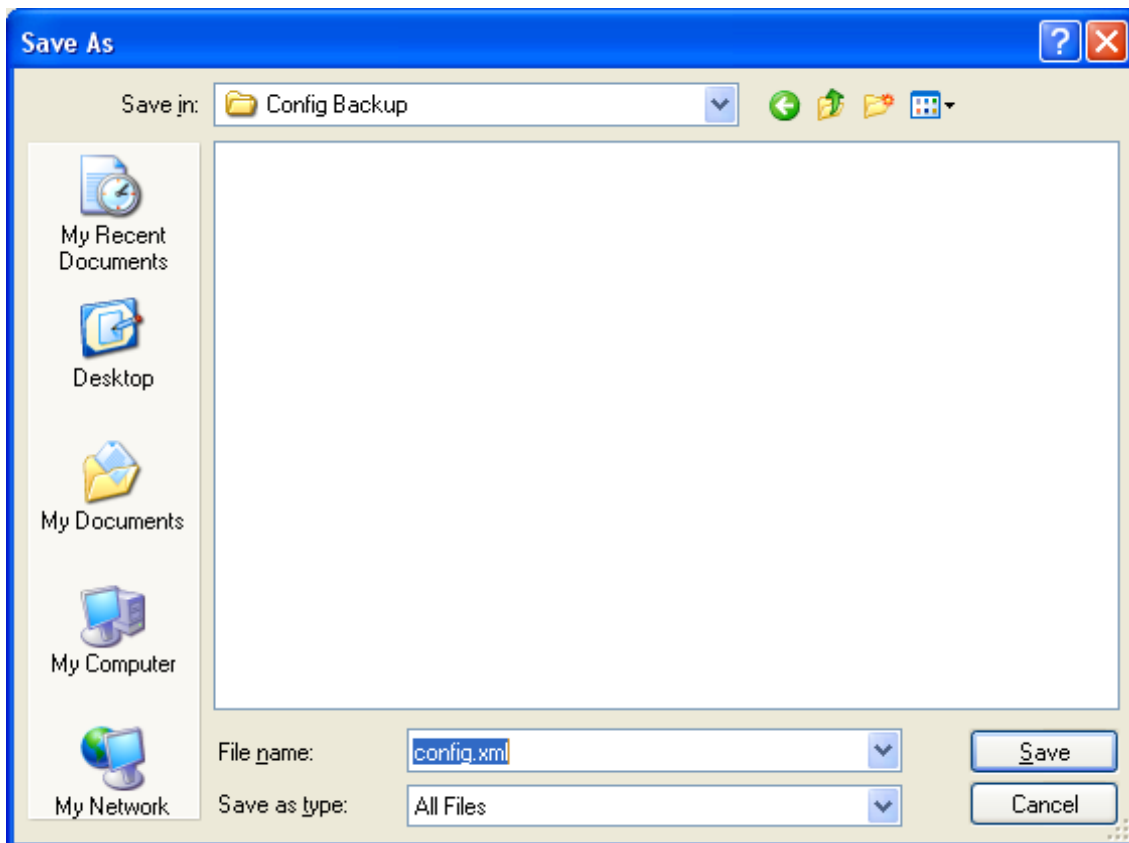 Save As
Save in: Config Backup
My Recent
Documents
Desktop
My Documents
My Computer
My Network
File name: config.xml Save
Save as type: All Files Cancel